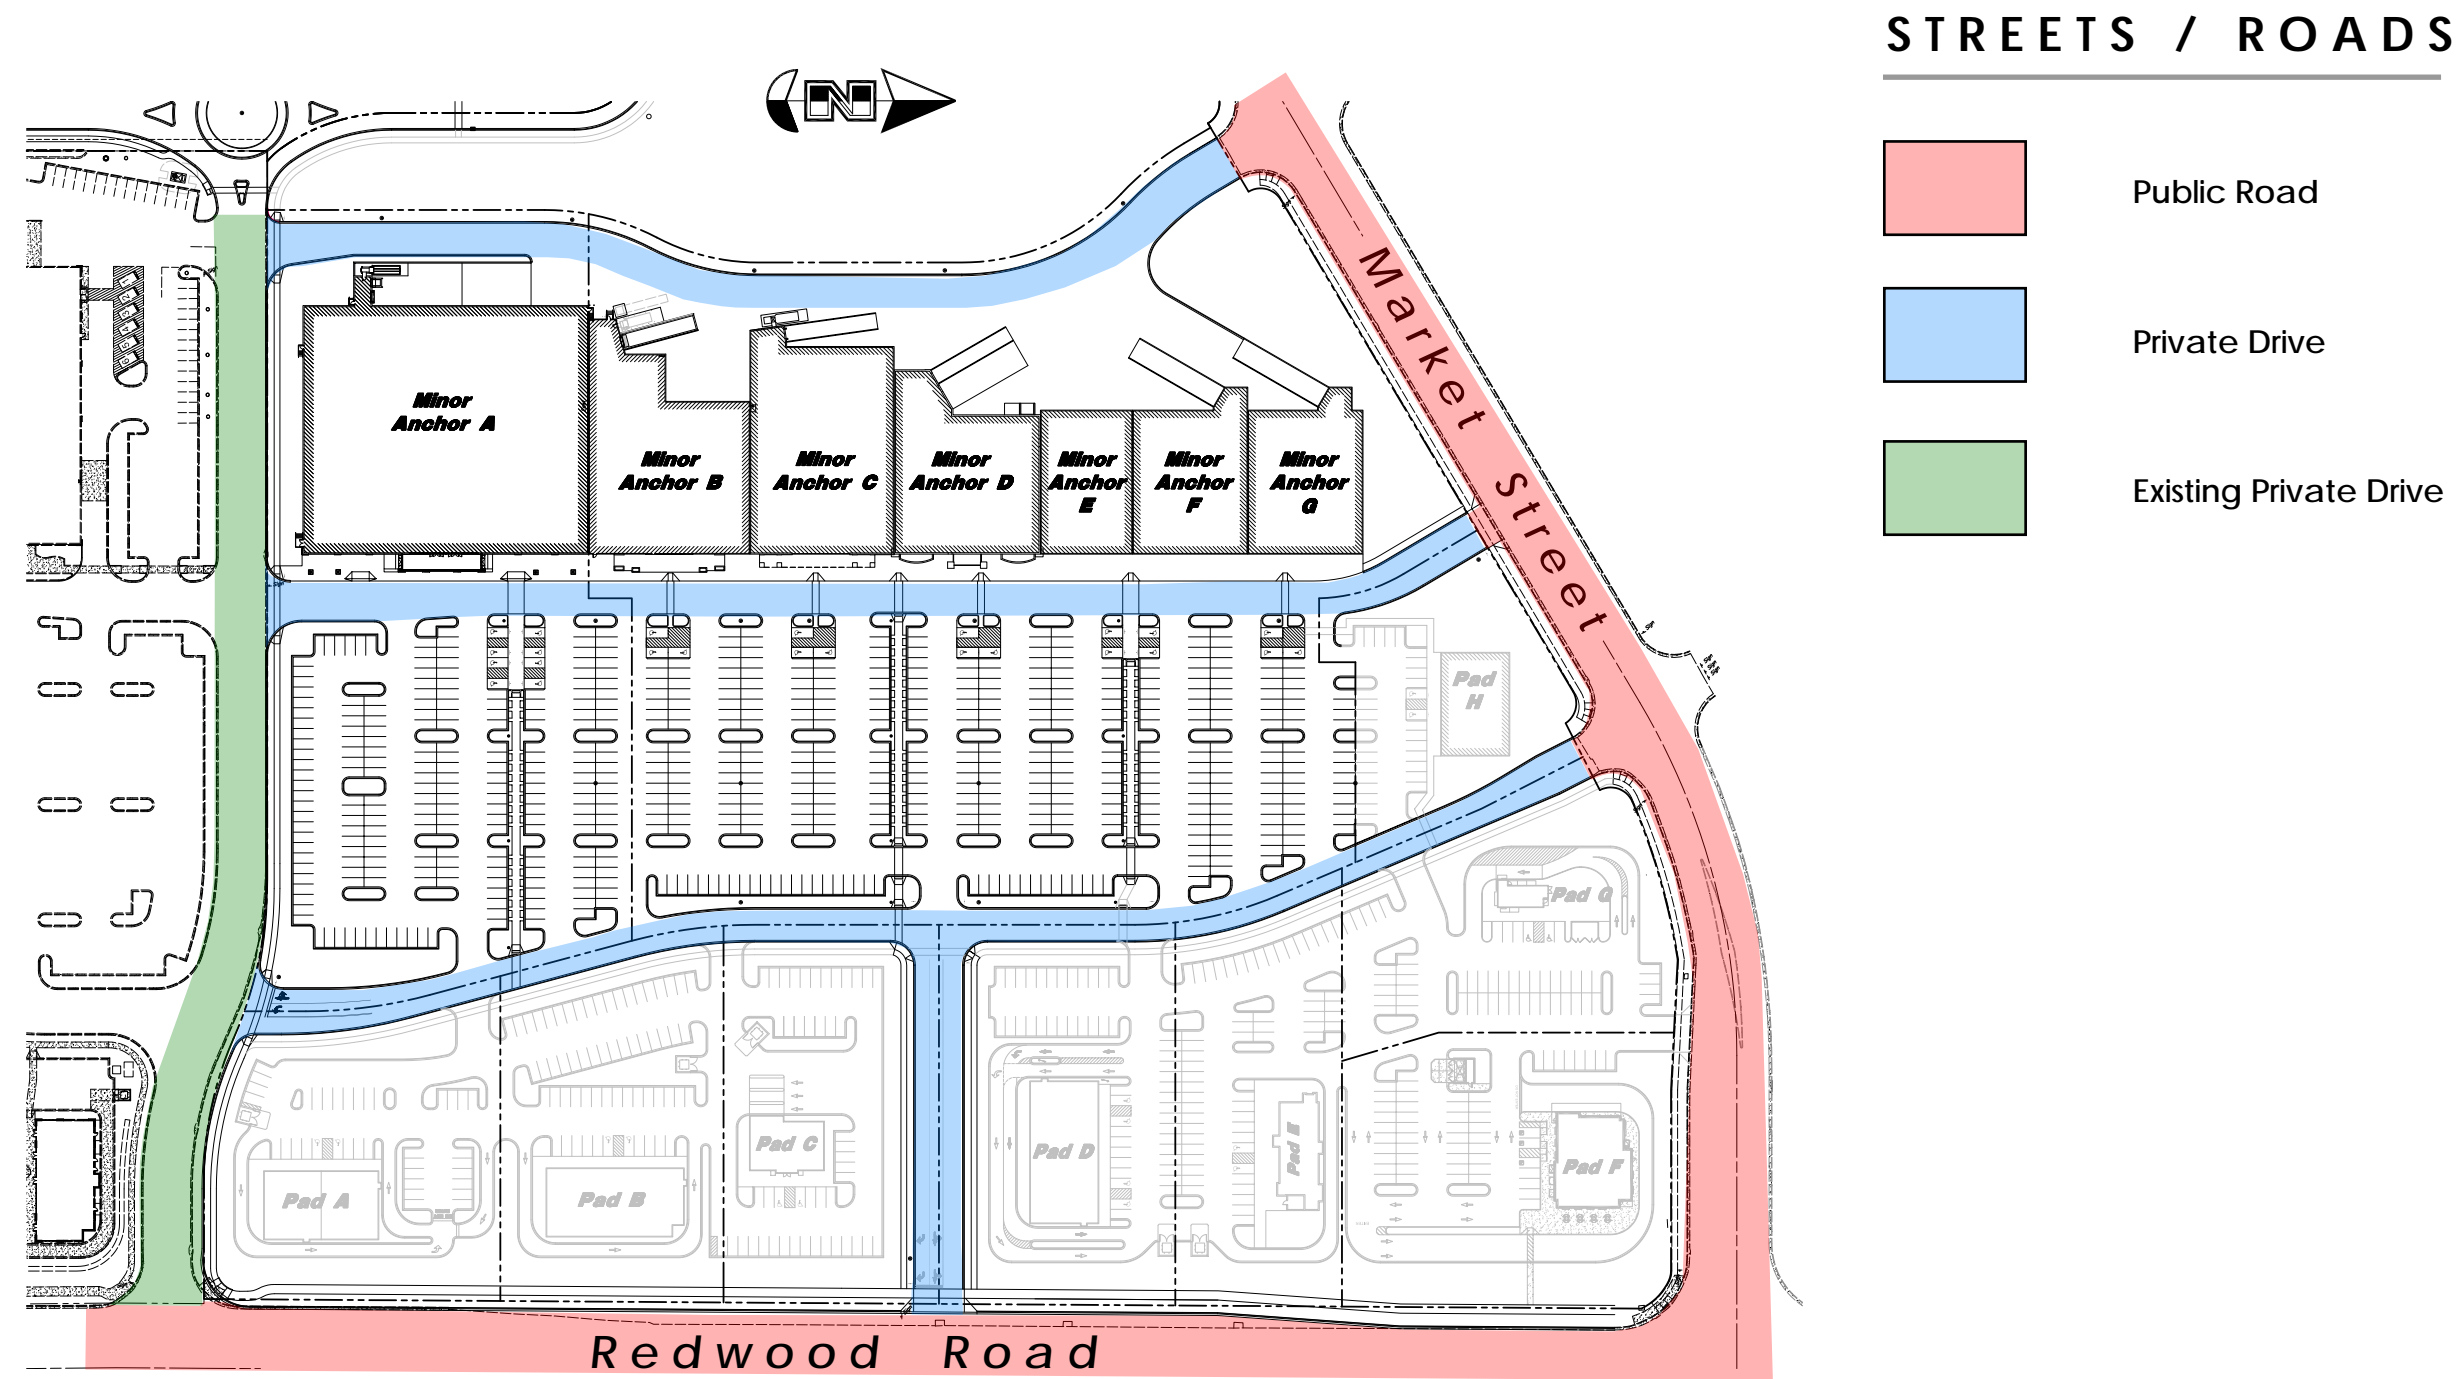 STREETS / ROADS
N
Public Road
Private Drive
Existing Private Drive
Market Street
Minor
Anchor A
Minor
Anchor B
Minor
Anchor C
Minor
Anchor D
Minor
Anchor
E
Minor
Anchor
F
Minor
Anchor
G
Pad
H
Pad G
Pad A
Pad B
Pad C
Pad D
Pad E
Pad F
Redwood Road